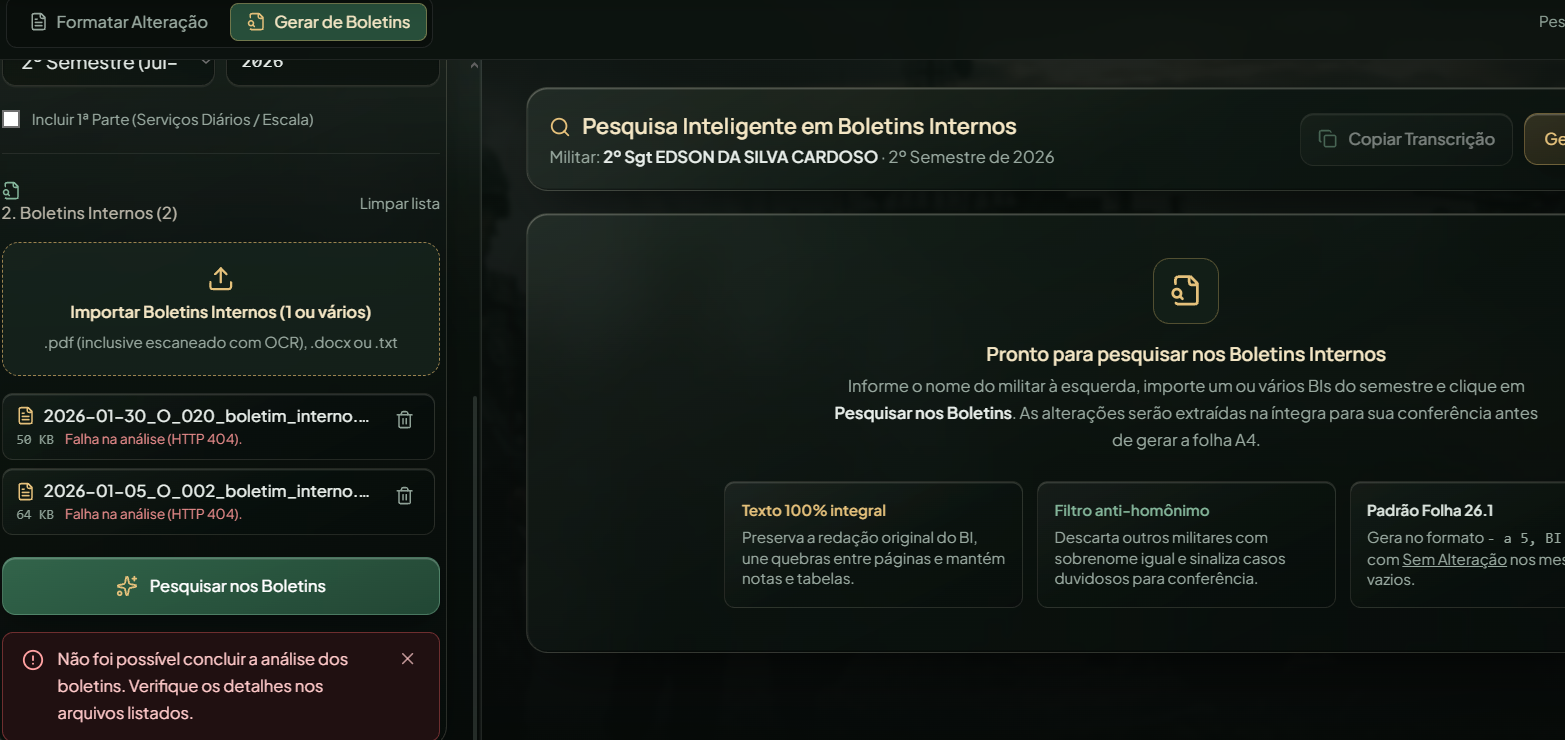 Formatar Alteração
Gerar de Boletins
Pes
2º Semestre (Jul–
2026
Incluir 1ª Parte (Serviços Diários / Escala)
2. Boletins Internos (2)
Limpar lista
Importar Boletins Internos (1 ou vários)
.pdf (inclusive escaneado com OCR), .docx ou .txt
2026-01-30_O_020_boletim_interno.…
50 KB Falha na análise (HTTP 404).
2026-01-05_O_002_boletim_interno.…
64 KB Falha na análise (HTTP 404).
Pesquisar nos Boletins
Não foi possível concluir a análise dos
boletins. Verifique os detalhes nos
arquivos listados.
Pesquisa Inteligente em Boletins Internos
Militar: 2º Sgt EDSON DA SILVA CARDOSO · 2º Semestre de 2026
Copiar Transcrição
Ge
Pronto para pesquisar nos Boletins Internos
Informe o nome do militar à esquerda, importe um ou vários BIs do semestre e clique em
Pesquisar nos Boletins. As alterações serão extraídas na íntegra para sua conferência antes
de gerar a folha A4.
Texto 100% integral
Preserva a redação original do BI,
une quebras entre páginas e mantém
notas e tabelas.
Filtro anti-homônimo
Descarta outros militares com
sobrenome igual e sinaliza casos
duvidosos para conferência.
Padrão Folha 26.1
Gera no formato - a 5, BI
com Sem Alteração nos mes
vazios.